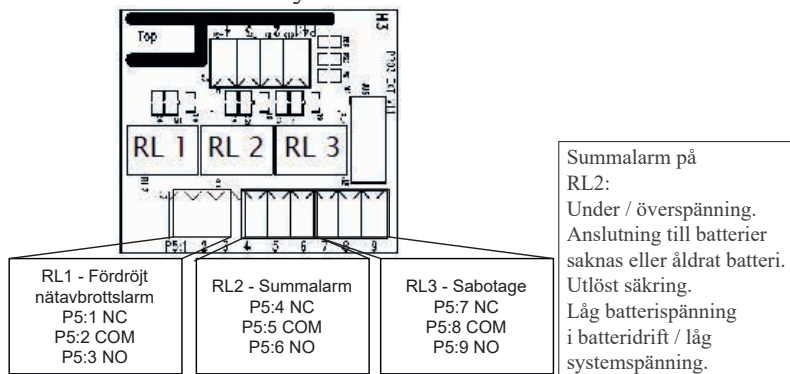 Top
H3
RL 1
RL 2
RL 3
P5:1 2 3 4 5 6 7 8 9
RL1 - Fördröjt
nätavbrottslarm
P5:1 NC
P5:2 COM
P5:3 NO
RL2 - Summalarm
P5:4 NC
P5:5 COM
P5:6 NO
RL3 - Sabotage
P5:7 NC
P5:8 COM
P5:9 NO
Summalarm på
RL2:
Under / överspänning.
Anslutning till batterier
saknas eller åldrat batteri.
Utlöst säkring.
Låg batterispänning
i batteridrift / låg
systemspänning.